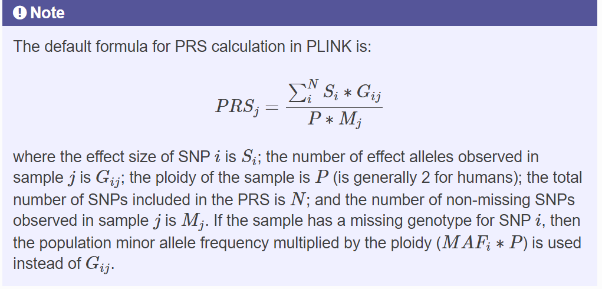 Note
The default formula for PRS calculation in PLINK is:
PRS_j = \frac{\sum_i^N S_i * G_{ij}}{P * M_j}
where the effect size of SNP i is S_i; the number of effect alleles observed in
sample j is G_{ij}; the ploidy of the sample is P (is generally 2 for humans); the total
number of SNPs included in the PRS is N; and the number of non-missing SNPs
observed in sample j is M_j. If the sample has a missing genotype for SNP i, then
the population minor allele frequency multiplied by the ploidy (MAF_i * P) is used
instead of G_{ij}.